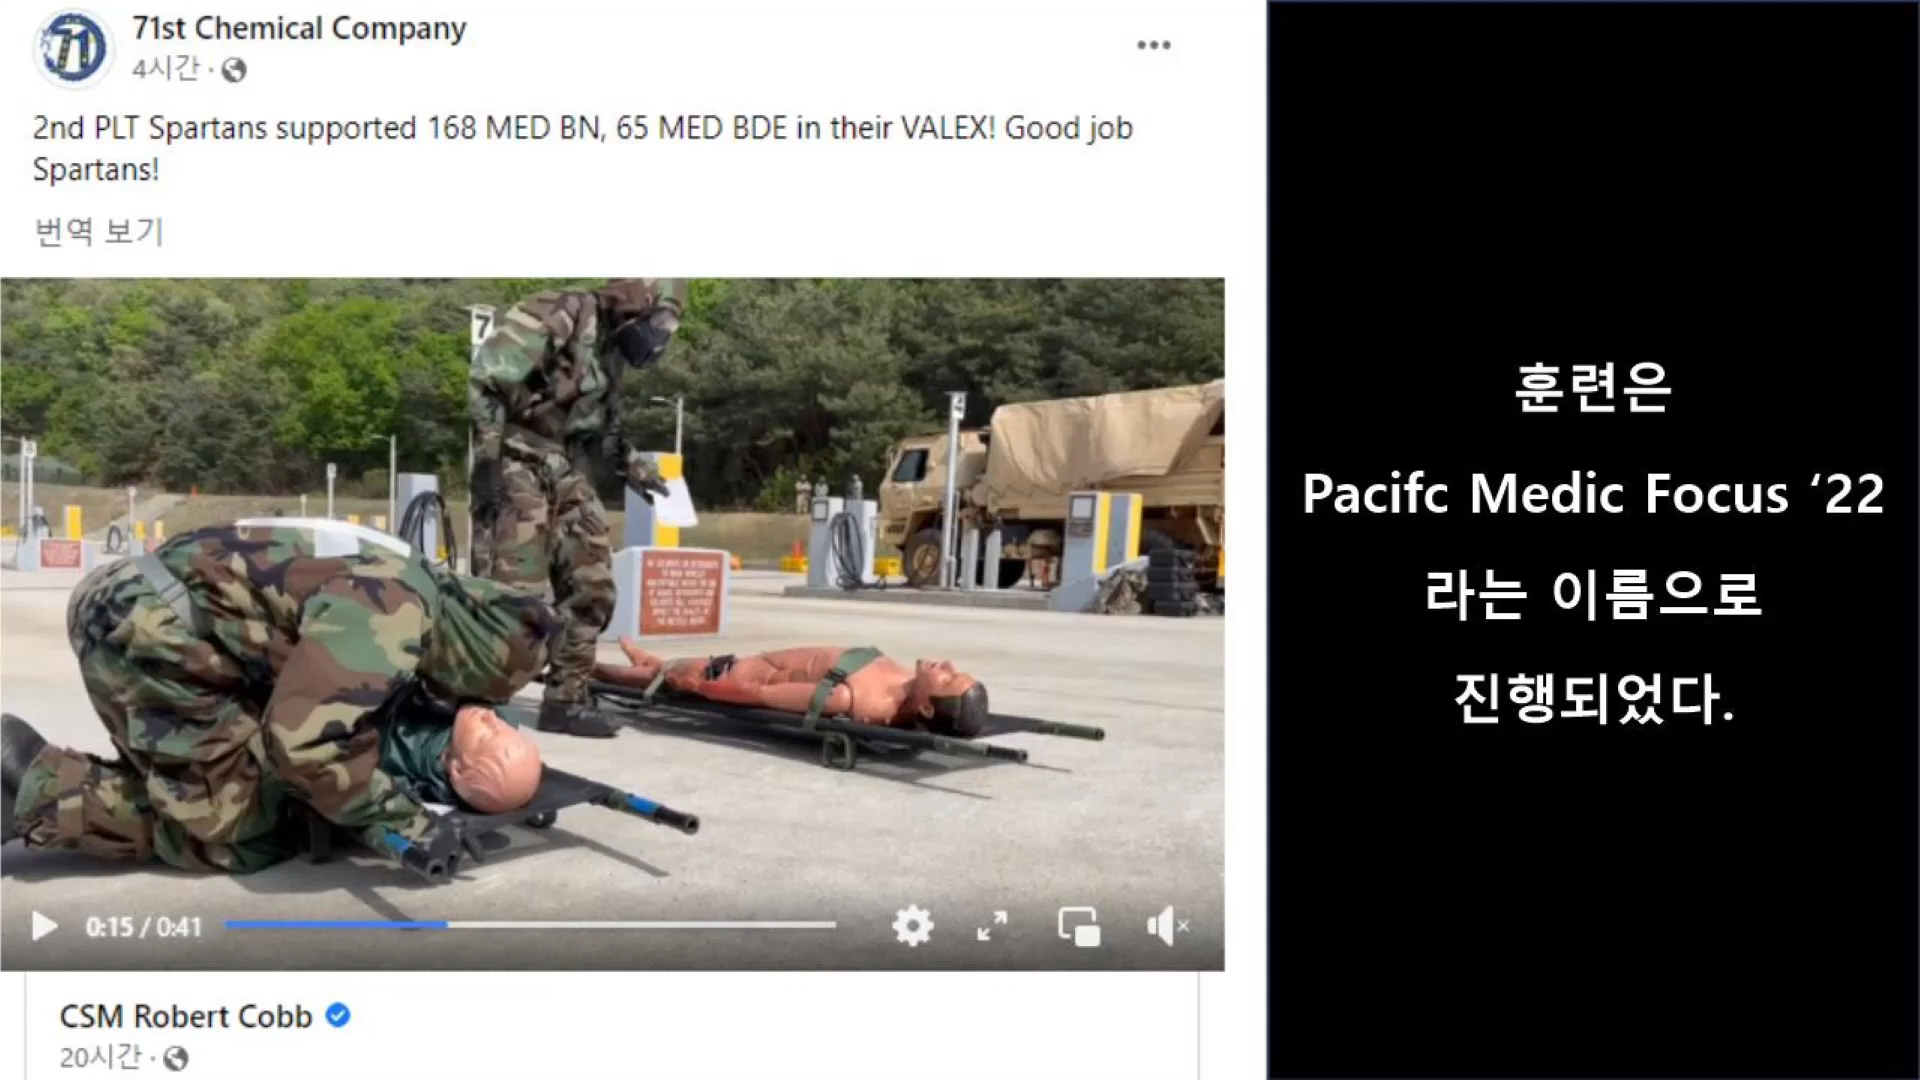 71
71st Chemical Company
4시간 ·
2nd PLT Spartans supported 168 MED BN, 65 MED BDE in their VALEX! Good job
Spartans!
번역 보기
7
0:15 / 0:41
CSM Robert Cobb
20시간 ·
훈련은
Pacifc Medic Focus ‘22
라는 이름으로
진행되었다.